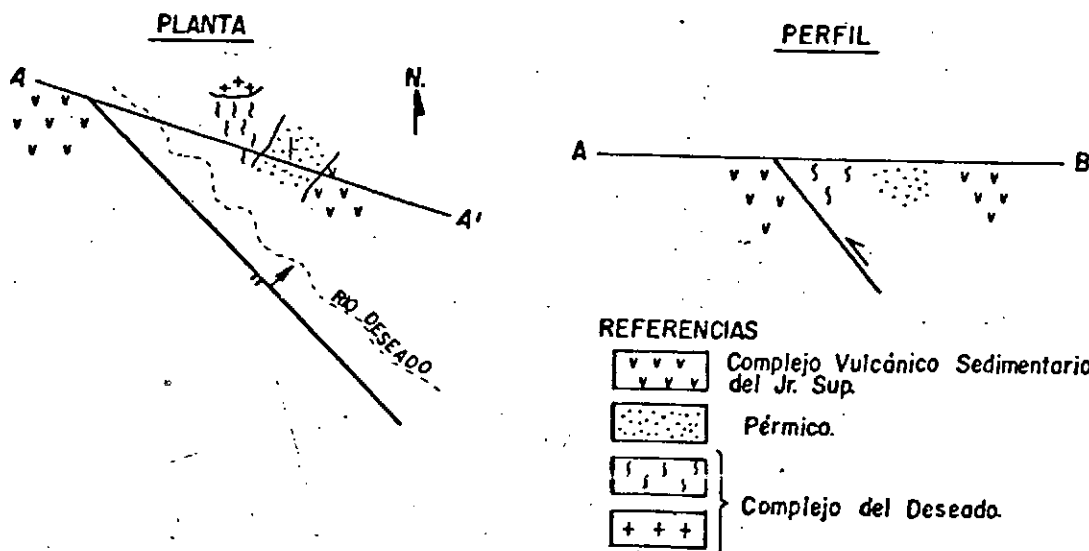 PLANTA
A
N.
A'
RIO DESEADO
PERFIL
A
B
REFERENCIAS
Complejo Vulcánico Sedimentario
del Jr. Sup.
Pérmico.
Complejo del Deseado.